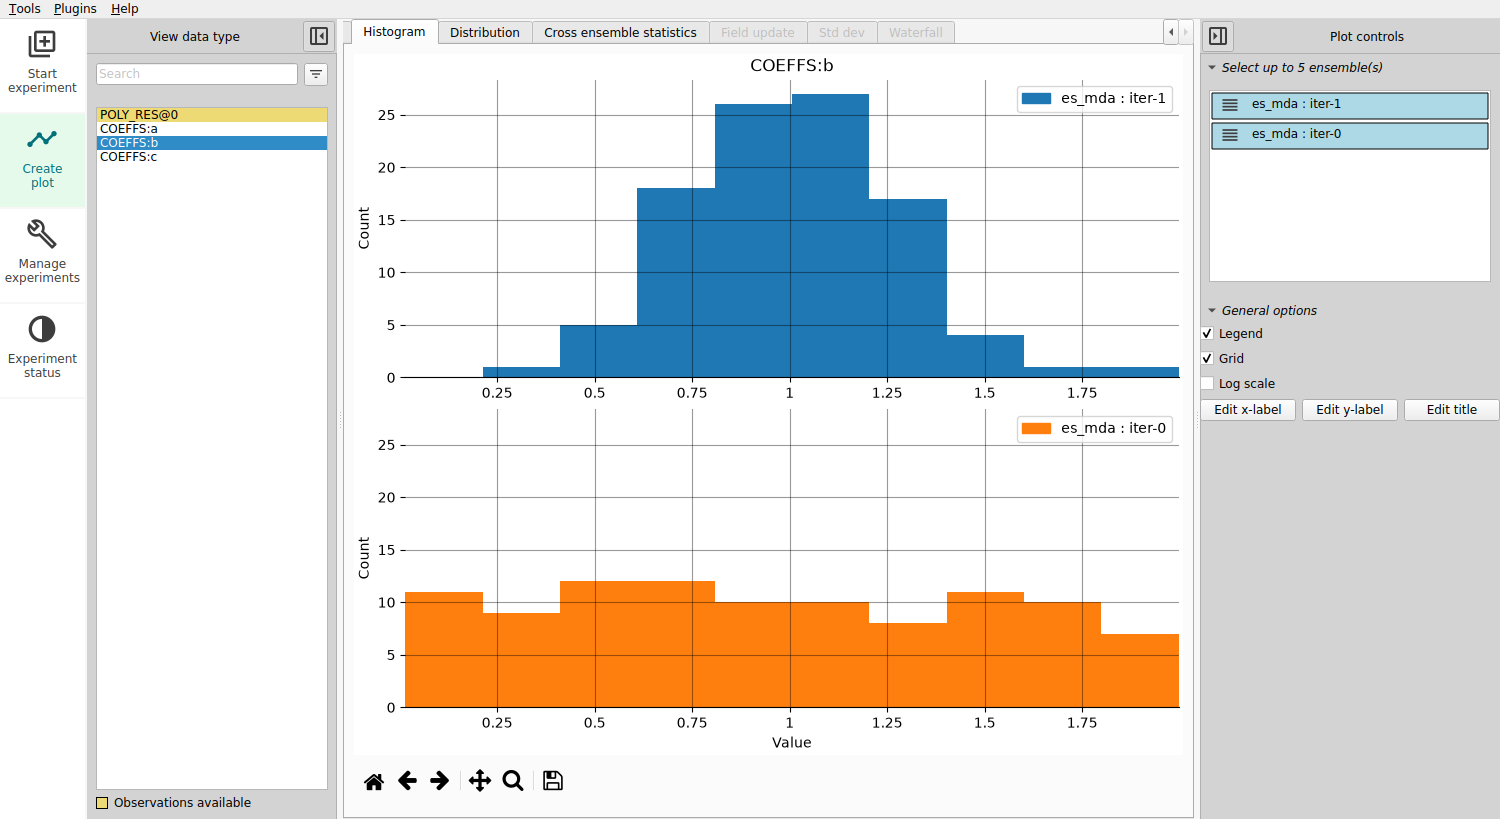 Tools Plugins Help
Start
experiment
Create
plot
Manage
experiments
Experiment
status
View data type
Search
POLY_RES@0
COEFFS:a
COEFFS:b
COEFFS:c
Observations available
Histogram Distribution Cross ensemble statistics Field update Std dev Waterfall
COEFFS:b
es_mda : iter-1
Count
25
20
15
10
5
0
0.25 0.5 0.75 1 1.25 1.5 1.75
es_mda : iter-0
Count
25
20
15
10
5
0
0.25 0.5 0.75 1 1.25 1.5 1.75
Value
Plot controls
Select up to 5 ensemble(s)
es_mda : iter-1
es_mda : iter-0
General options
Legend
Grid
Log scale
Edit x-label Edit y-label Edit title